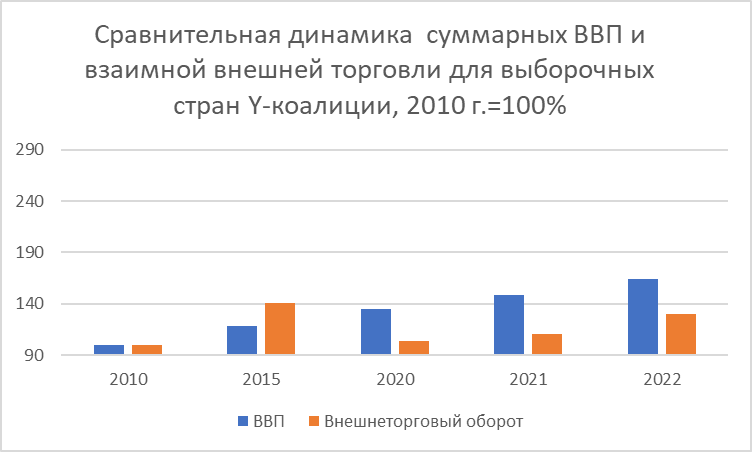 Сравнительная динамика  суммарных ВВП и
взаимной внешней торговли для выборочных
стран Y-коалиции, 2010 г.=100%
290
240
190
140
90
2010 2015 2020 2021 2022
ВВП Внешнеторговый оборот